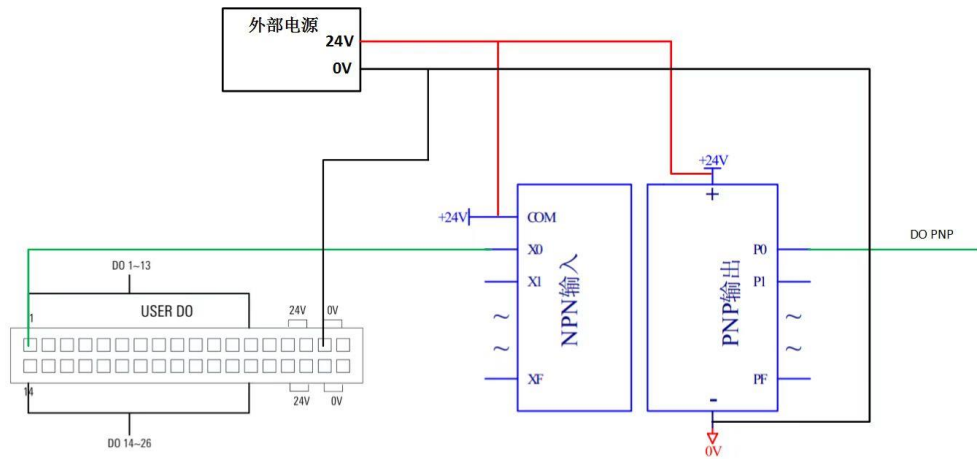 外部电源
24V
0V
+24V
+24V
+
COM
X0
X1
~
~
XF
NPN输入
P0
P1
~
~
PF
PNP输出
-
0V
DO PNP
DO 1~13
USER DO
24V
0V
1
14
24V
0V
DO 14~26